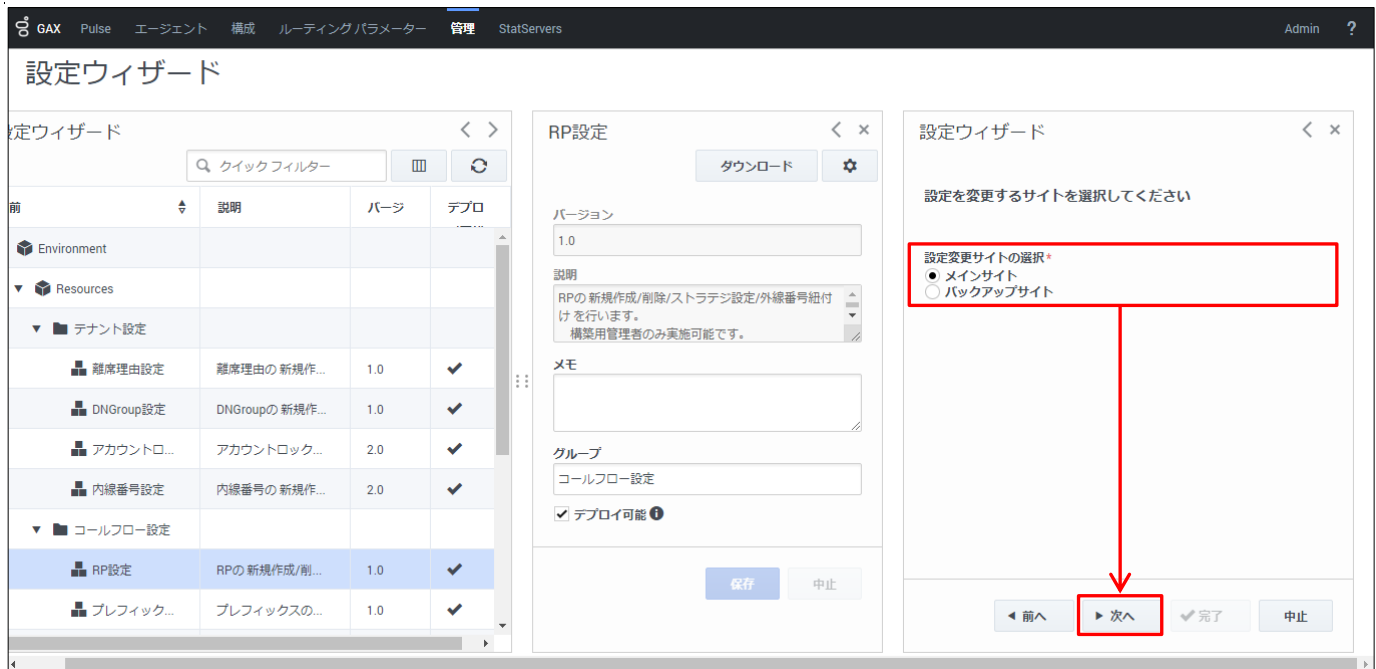 GAX Pulse エージェント 構成 ルーティング パラメーター 管理 StatServers Admin ?
設定ウィザード
定ウィザード
クイック フィルター
前 説明 バージ デプロ
Environment
Resources
テナント設定
離席理由設定 離席理由の 新規作... 1.0
DNGroup設定 DNGroupの 新規作... 1.0
アカウントロ... アカウントロック... 2.0
内線番号設定 内線番号の 新規作... 2.0
コールフロー設定
RP設定 RPの 新規作成/削... 1.0
プレフィック... プレフィックスの... 1.0
RP設定
ダウンロード
バージョン
1.0
説明
RPの 新規作成/削除/ストラテジ設定/外線番号紐付
け を行います。
構築用管理者のみ実施可能です。
メモ
グループ
コールフロー設定
デプロイ可能
保存 中止
設定ウィザード
設定を変更するサイトを選択してください
設定変更サイトの選択*
メインサイト
バックアップサイト
前へ 次へ 完了 中止